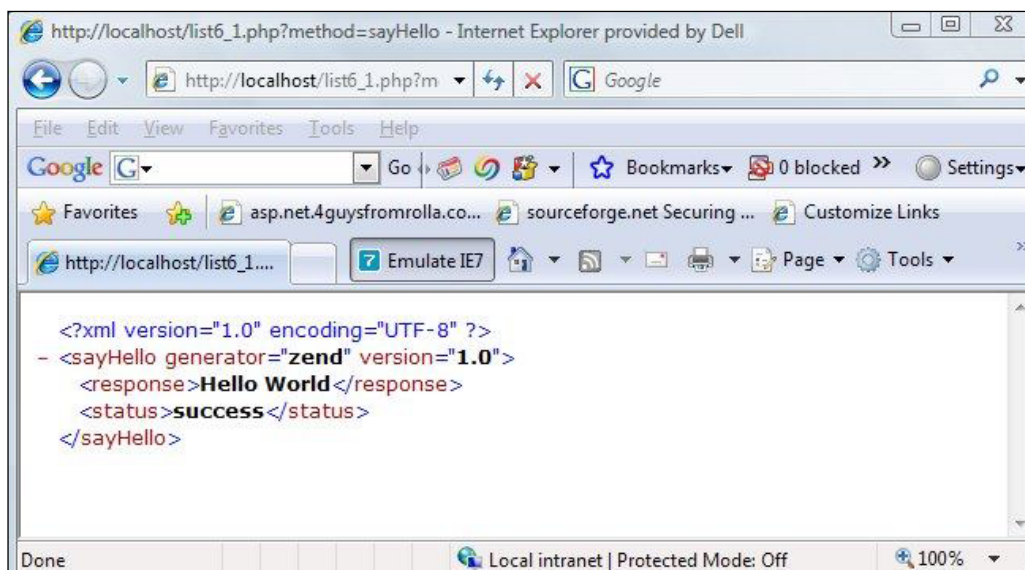 http://localhost/list6_1.php?method=sayHello - Internet Explorer provided by Dell
http://localhost/list6_1.php?m
G Google
File Edit View Favorites Tools Help
Google G Go Bookmarks 0 blocked » Settings
Favorites asp.net.4guysfromrolla.co... sourceforge.net Securing ... Customize Links
http://localhost/list6_1.... 7 Emulate IE7 Page Tools »
<?xml version="1.0" encoding="UTF-8" ?>
- <sayHello generator="zend" version="1.0">
<response>Hello World</response>
<status>success</status>
</sayHello>
Done Local intranet | Protected Mode: Off 100%